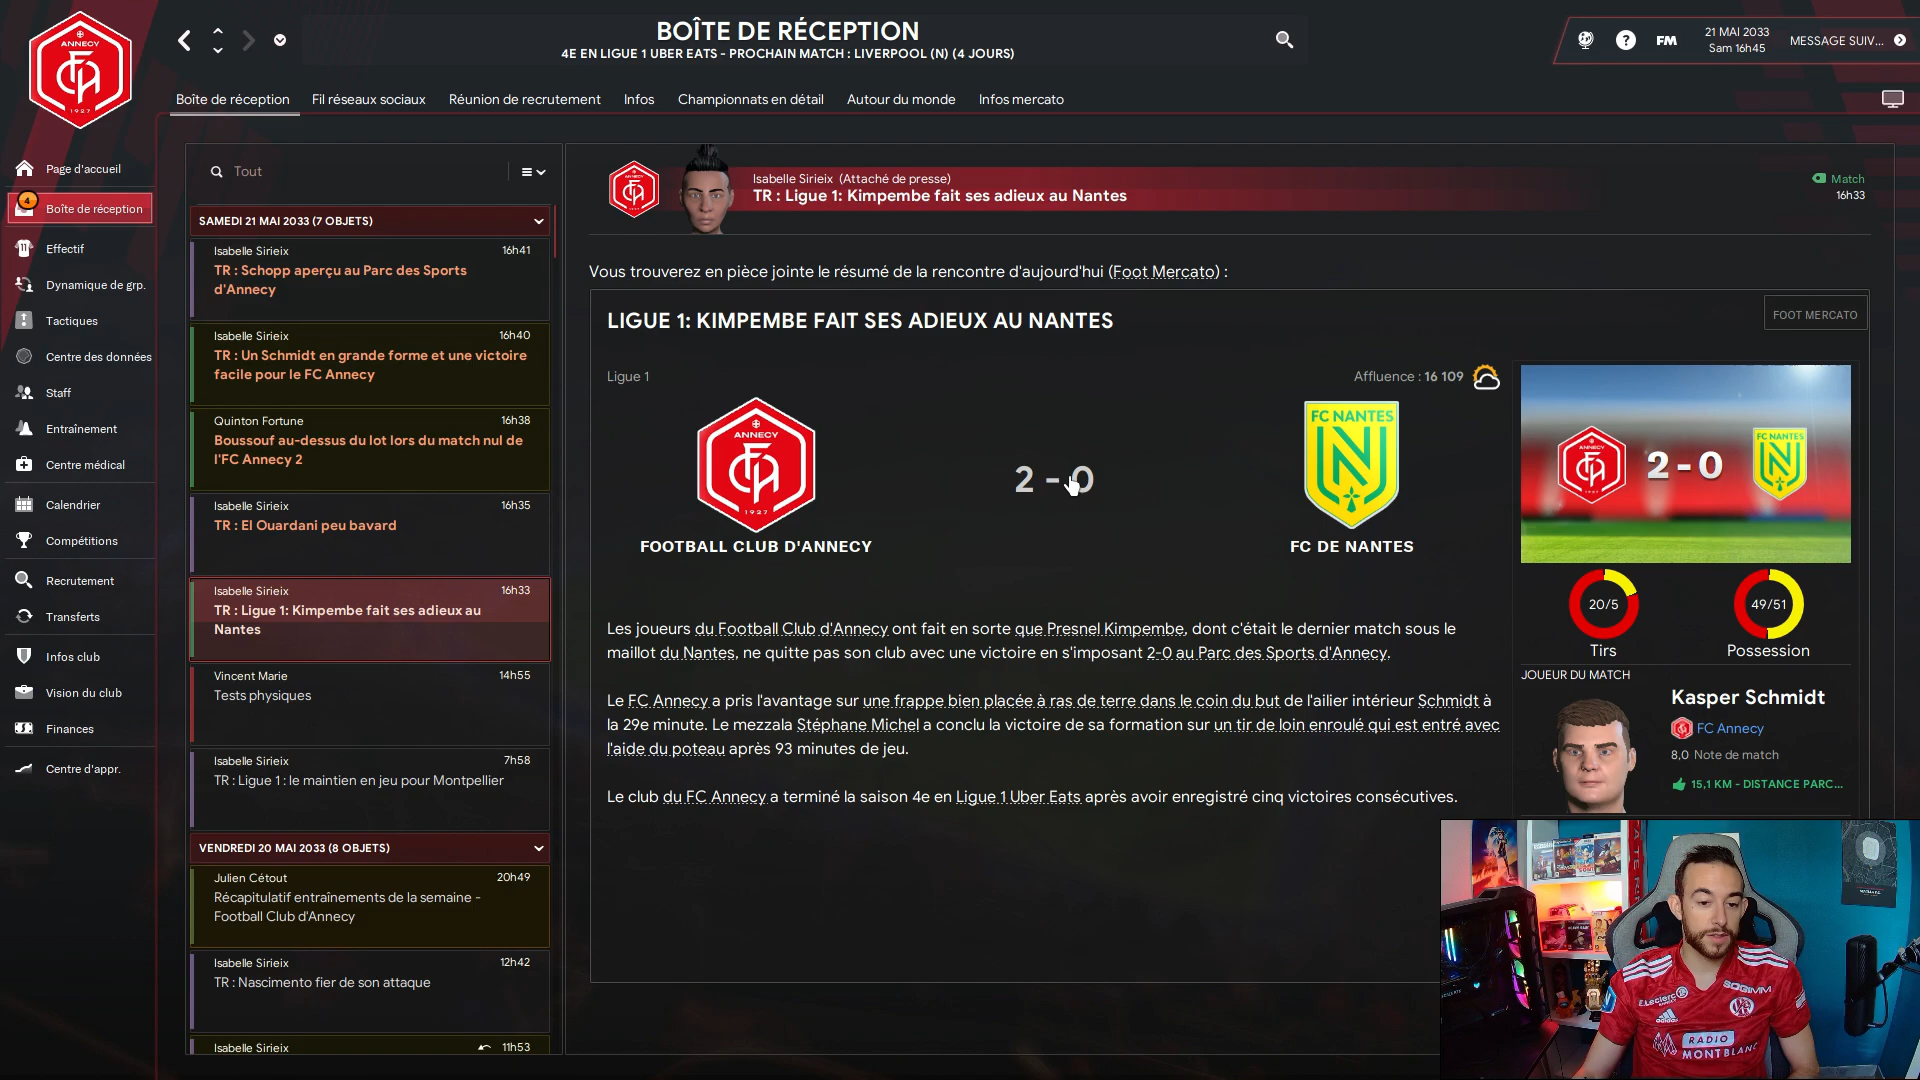 ANNECY
1927
BOÎTE DE RÉCEPTION
4E EN LIGUE 1 UBER EATS - PROCHAIN MATCH : LIVERPOOL (N) (4 JOURS)
FM
21 MAI 2033
Sam 16h45
MESSAGE SUIV...
Boîte de réception
Fil réseaux sociaux
Réunion de recrutement
Infos
Championnats en détail
Autour du monde
Infos mercato
Page d'accueil
4
Boîte de réception
Effectif
Dynamique de grp.
Tactiques
Centre des données
Staff
Entraînement
Centre médical
Calendrier
Compétitions
Recrutement
Transferts
Infos club
Vision du club
Finances
Centre d'appr.
Tout
SAMEDI 21 MAI 2033 (7 OBJETS)
Isabelle Sirieix 16h41
TR : Schopp aperçu au Parc des Sports
d'Annecy
Isabelle Sirieix 16h40
TR : Un Schmidt en grande forme et une victoire
facile pour le FC Annecy
Quinton Fortune 16h38
Boussouf au-dessus du lot lors du match nul de
l'FC Annecy 2
Isabelle Sirieix 16h35
TR : El Ouardani peu bavard
Isabelle Sirieix 16h33
TR : Ligue 1: Kimpembe fait ses adieux au
Nantes
Vincent Marie 14h55
Tests physiques
Isabelle Sirieix 7h58
TR : Ligue 1 : le maintien en jeu pour Montpellier
VENDREDI 20 MAI 2033 (8 OBJETS)
Julien Cétout 20h49
Récapitulatif entraînements de la semaine -
Football Club d'Annecy
Isabelle Sirieix 12h42
TR : Nascimento fier de son attaque
Isabelle Sirieix 11h53
Isabelle Sirieix (Attaché de presse)
TR : Ligue 1: Kimpembe fait ses adieux au Nantes
Match
16h33
Vous trouverez en pièce jointe le résumé de la rencontre d'aujourd'hui (Foot Mercato) :
LIGUE 1: KIMPEMBE FAIT SES ADIEUX AU NANTES
FOOT MERCATO
Ligue 1
Affluence : 16 109
ANNECY
1927
2 - 0
FC NANTES
FOOTBALL CLUB D'ANNECY
FC DE NANTES
Les joueurs du Football Club d'Annecy ont fait en sorte que Presnel Kimpembe, dont c'était le dernier match sous le
maillot du Nantes, ne quitte pas son club avec une victoire en s'imposant 2-0 au Parc des Sports d'Annecy.
Le FC Annecy a pris l'avantage sur une frappe bien placée à ras de terre dans le coin du but de l'ailier intérieur Schmidt à
la 29e minute. Le mezzala Stéphane Michel a conclu la victoire de sa formation sur un tir de loin enroulé qui est entré avec
l'aide du poteau après 93 minutes de jeu.
Le club du FC Annecy a terminé la saison 4e en Ligue 1 Uber Eats après avoir enregistré cinq victoires consécutives.
ANNECY
2 - 0
FC NANTES
20/5
Tirs
49/51
Possession
JOUEUR DU MATCH
Kasper Schmidt
FC Annecy
8,0 Note de match
15,1 KM - DISTANCE PARC...
E.Leclerc
SOGIMM
adidas
RADIO
MONTBLANC